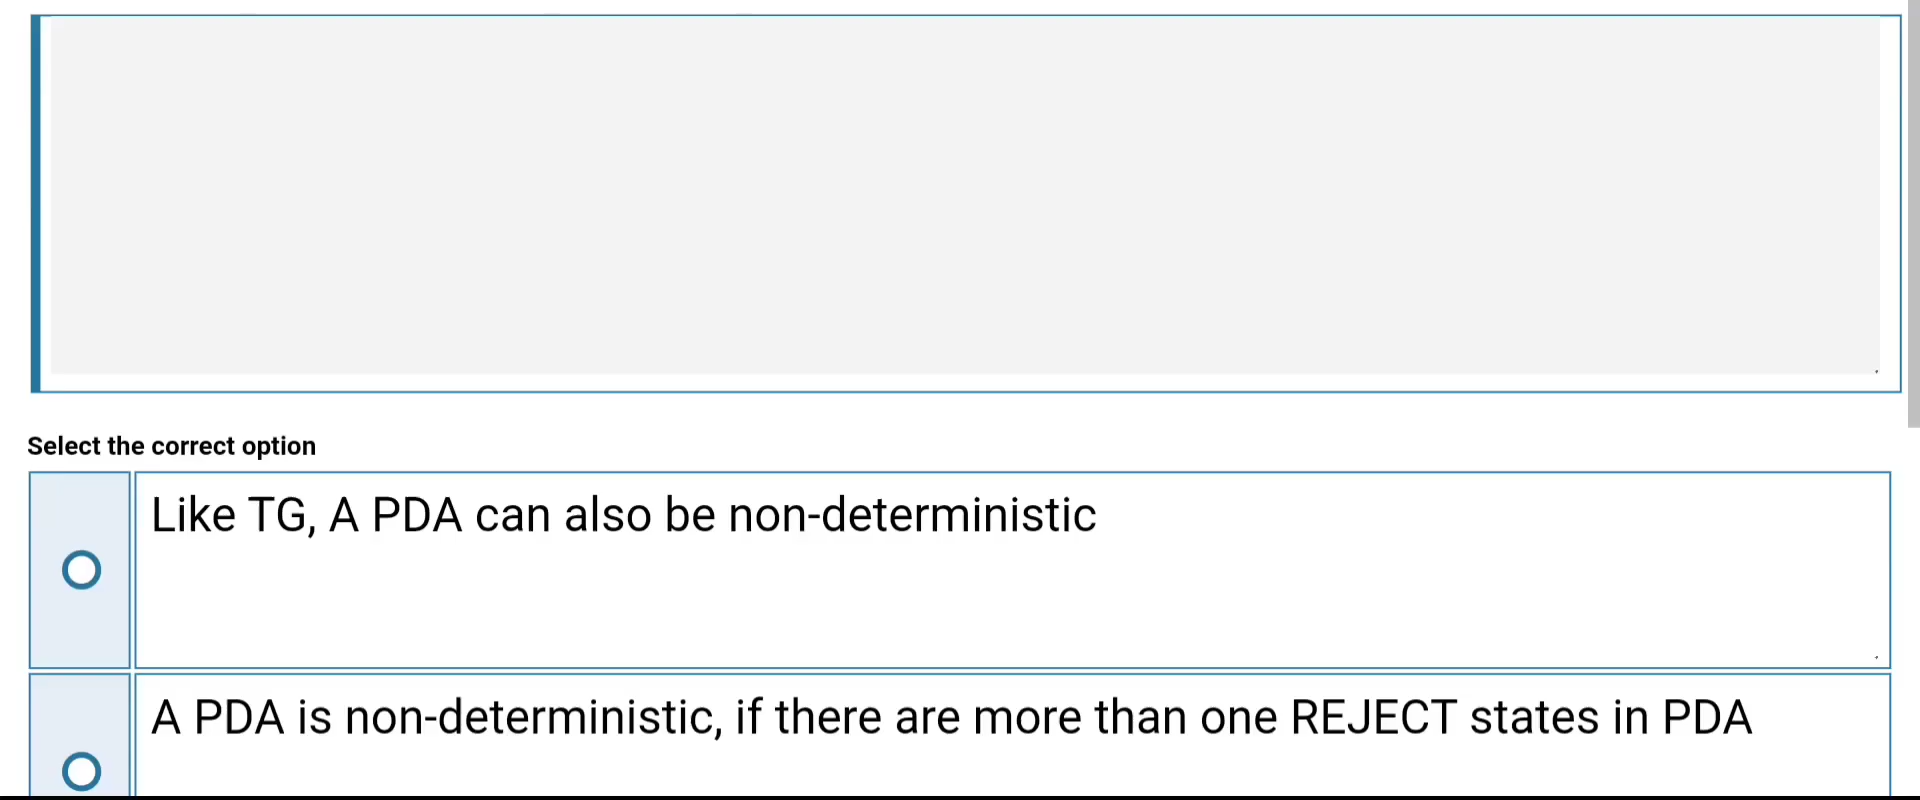 Select the correct option
Like TG, A PDA can also be non-deterministic
A PDA is non-deterministic, if there are more than one REJECT states in PDA